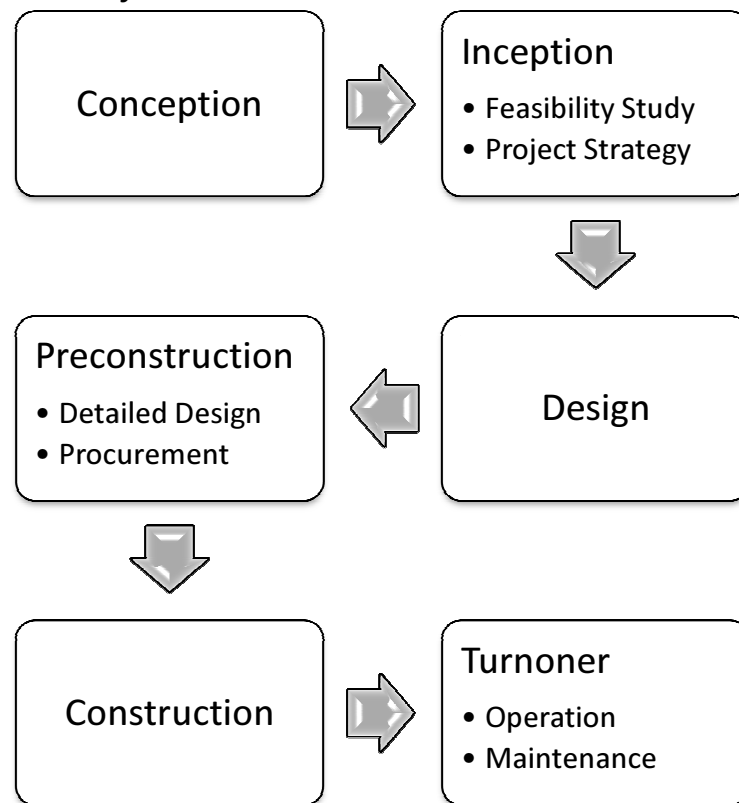 Conception
Inception
• Feasibility Study
• Project Strategy
Design
Preconstruction
• Detailed Design
• Procurement
Construction
Turnoner
• Operation
• Maintenance